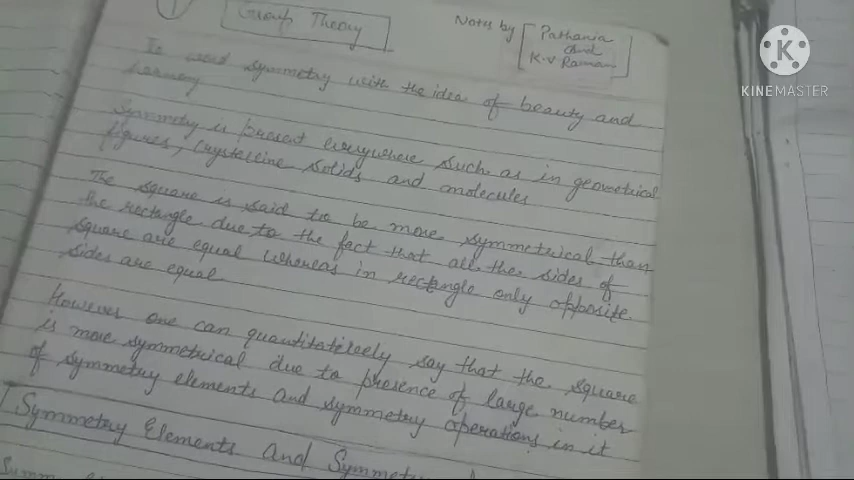 1
Group Theory
Notes by Pathania
and
K.V Raman
To word symmetry with the idea of beauty and
harmony
Symmetry is present everywhere such as in geometrical
figures, crystalline solids and molecules
The square is said to be more symmetrical than
the rectangle due to the fact that all the sides of
square are equal whereas in rectangle only opposite
sides are equal
However one can quantitatively say that the square
is more symmetrical due to presence of large number
of symmetry elements and symmetry operations in it
Symmetry Elements and
K
KINEMASTER